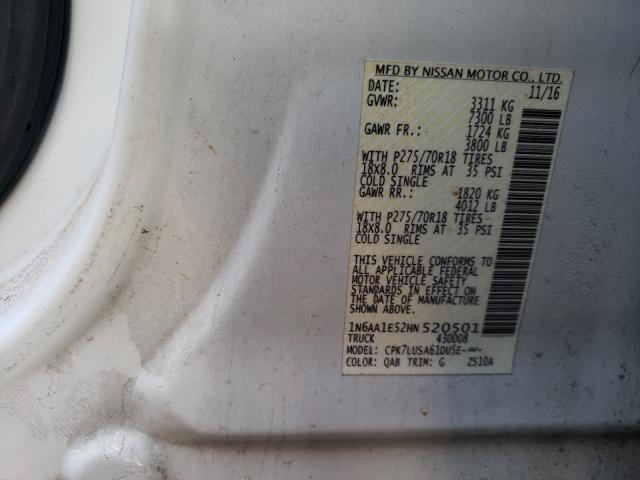 MFD BY NISSAN MOTOR CO., LTD.
DATE: 11/16
GVWR: 3311 KG
7300 LB
GAWR FR.: 1724 KG
3800 LB
WITH P275/70R18 TIRES
18X8.0 RIMS AT 35 PSI
COLD SINGLE
GAWR RR.: 1820 KG
4012 LB
WITH P275/70R18 TIRES
18X8.0 RIMS AT 35 PSI
COLD SINGLE
THIS VEHICLE CONFORMS TO
ALL APPLICABLE FEDERAL
MOTOR VEHICLE SAFETY
STANDARDS IN EFFECT ON
THE DATE OF MANUFACTURE
SHOWN ABOVE.
1N6AA1E52HN520501
TRUCK 430008
MODEL: CPK7LUSA61DUSE----
COLOR: QAB TRIM: G ZS10A